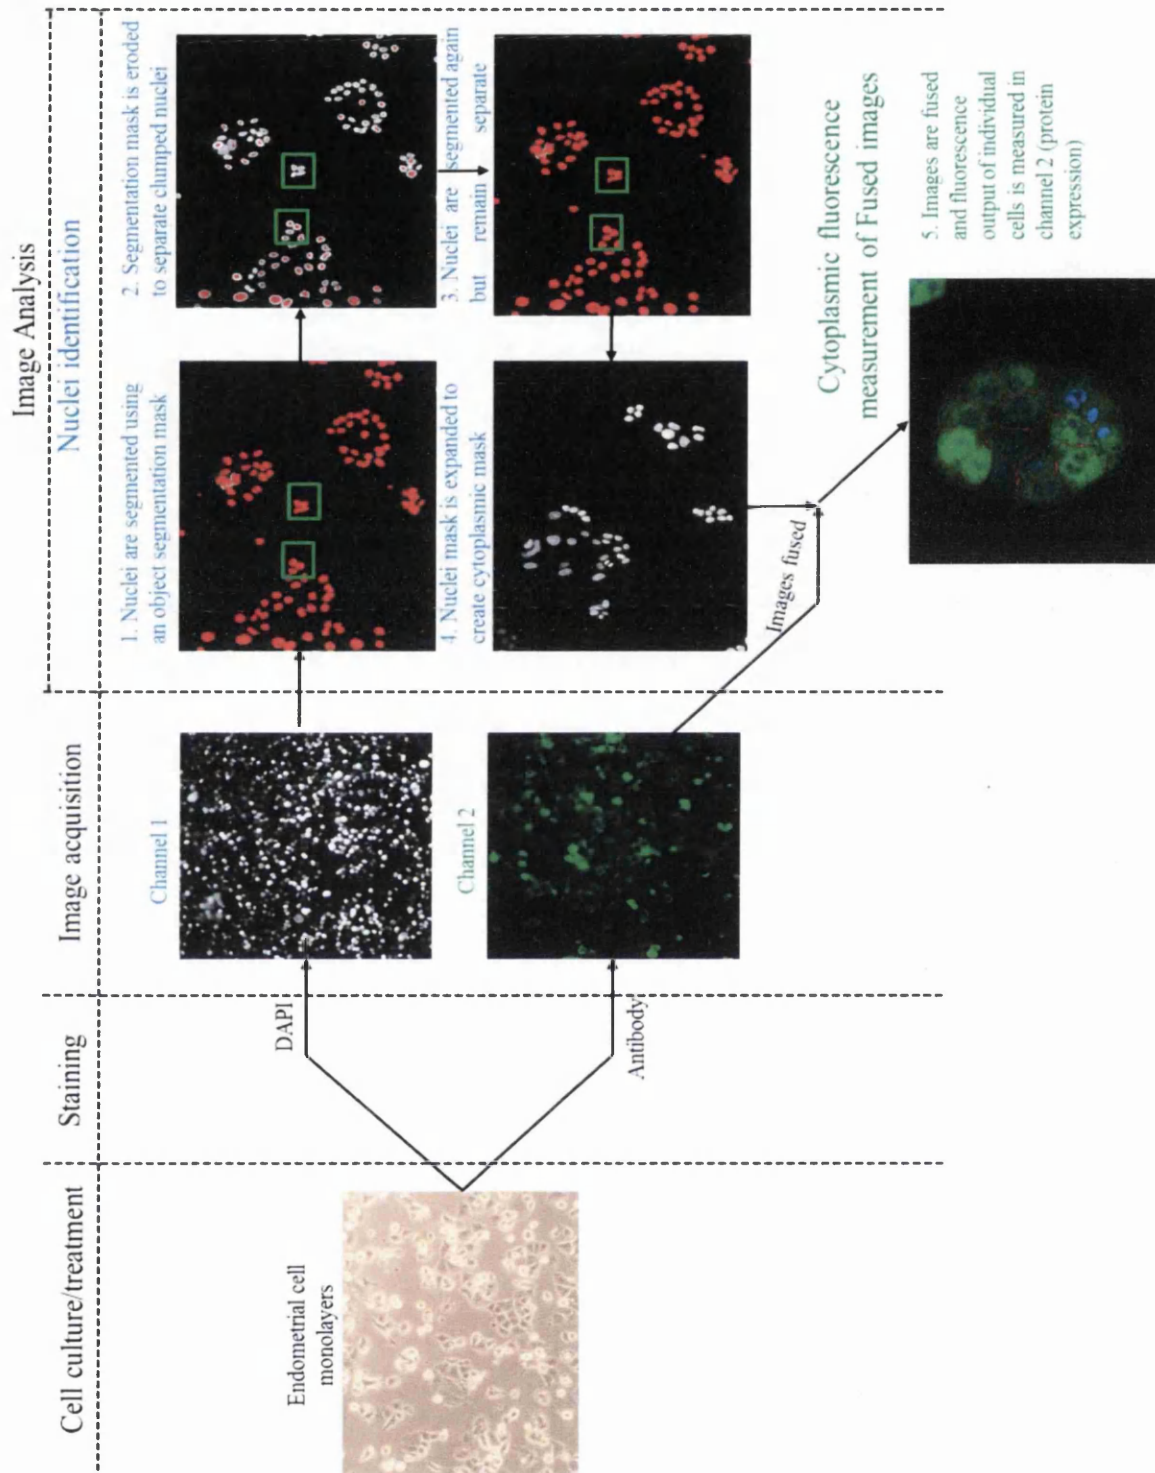 Cell culture/treatment
Staining
Image acquisition
Image Analysis
Nuclei identification
Endometrial cell
monolayers
DAPI
Antibody
Channel 1
Channel 2
1. Nuclei are segmented using
an object segmentation mask
2. Segmentation mask is eroded
to separate clumped nuclei
3. Nuclei are segmented again
but remain separate
4. Nuclei mask is expanded to
create cytoplasmic mask
Images fused
Cytoplasmic fluorescence
measurement of Fused images
5. Images are fused
and fluorescence
output of individual
cells is measured in
channel 2 (protein
expression)